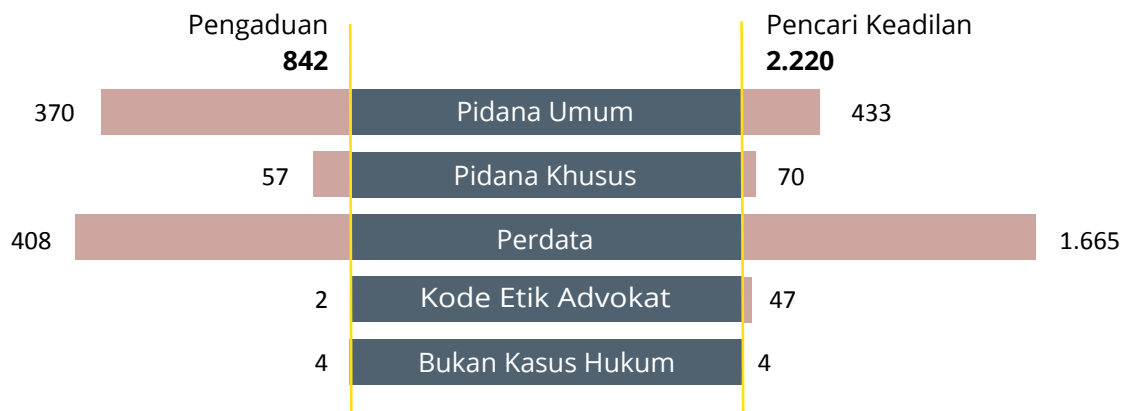 Pengaduan
842
Pencari Keadilan
2.220
370 Pidana Umum 433
57 Pidana Khusus 70
408 Perdata 1.665
2 Kode Etik Advokat 47
4 Bukan Kasus Hukum 4